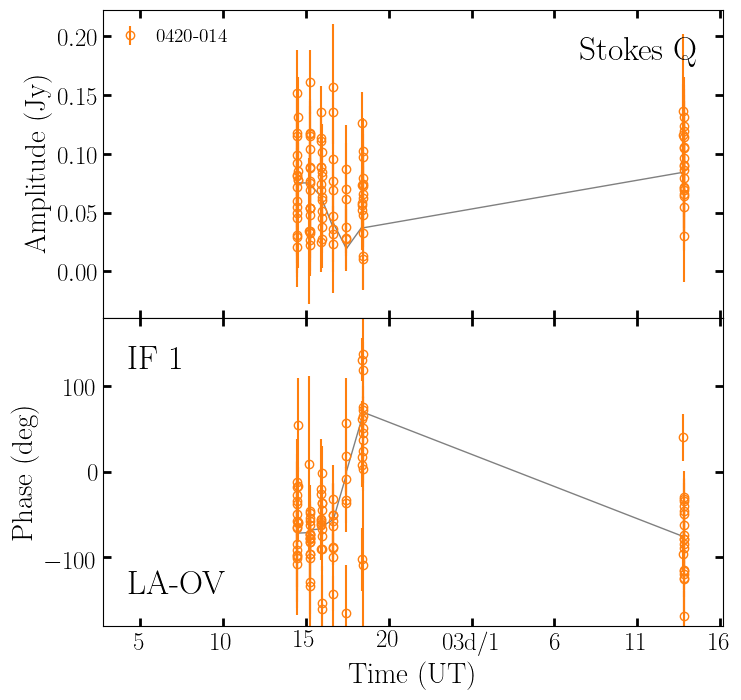 0420-014
Stokes Q
0.20
0.15
0.10
0.05
0.00
Amplitude (Jy)
IF 1
100
0
−100
Phase (deg)
LA-OV
5 10 15 20 03d/1 6 11 16
Time (UT)